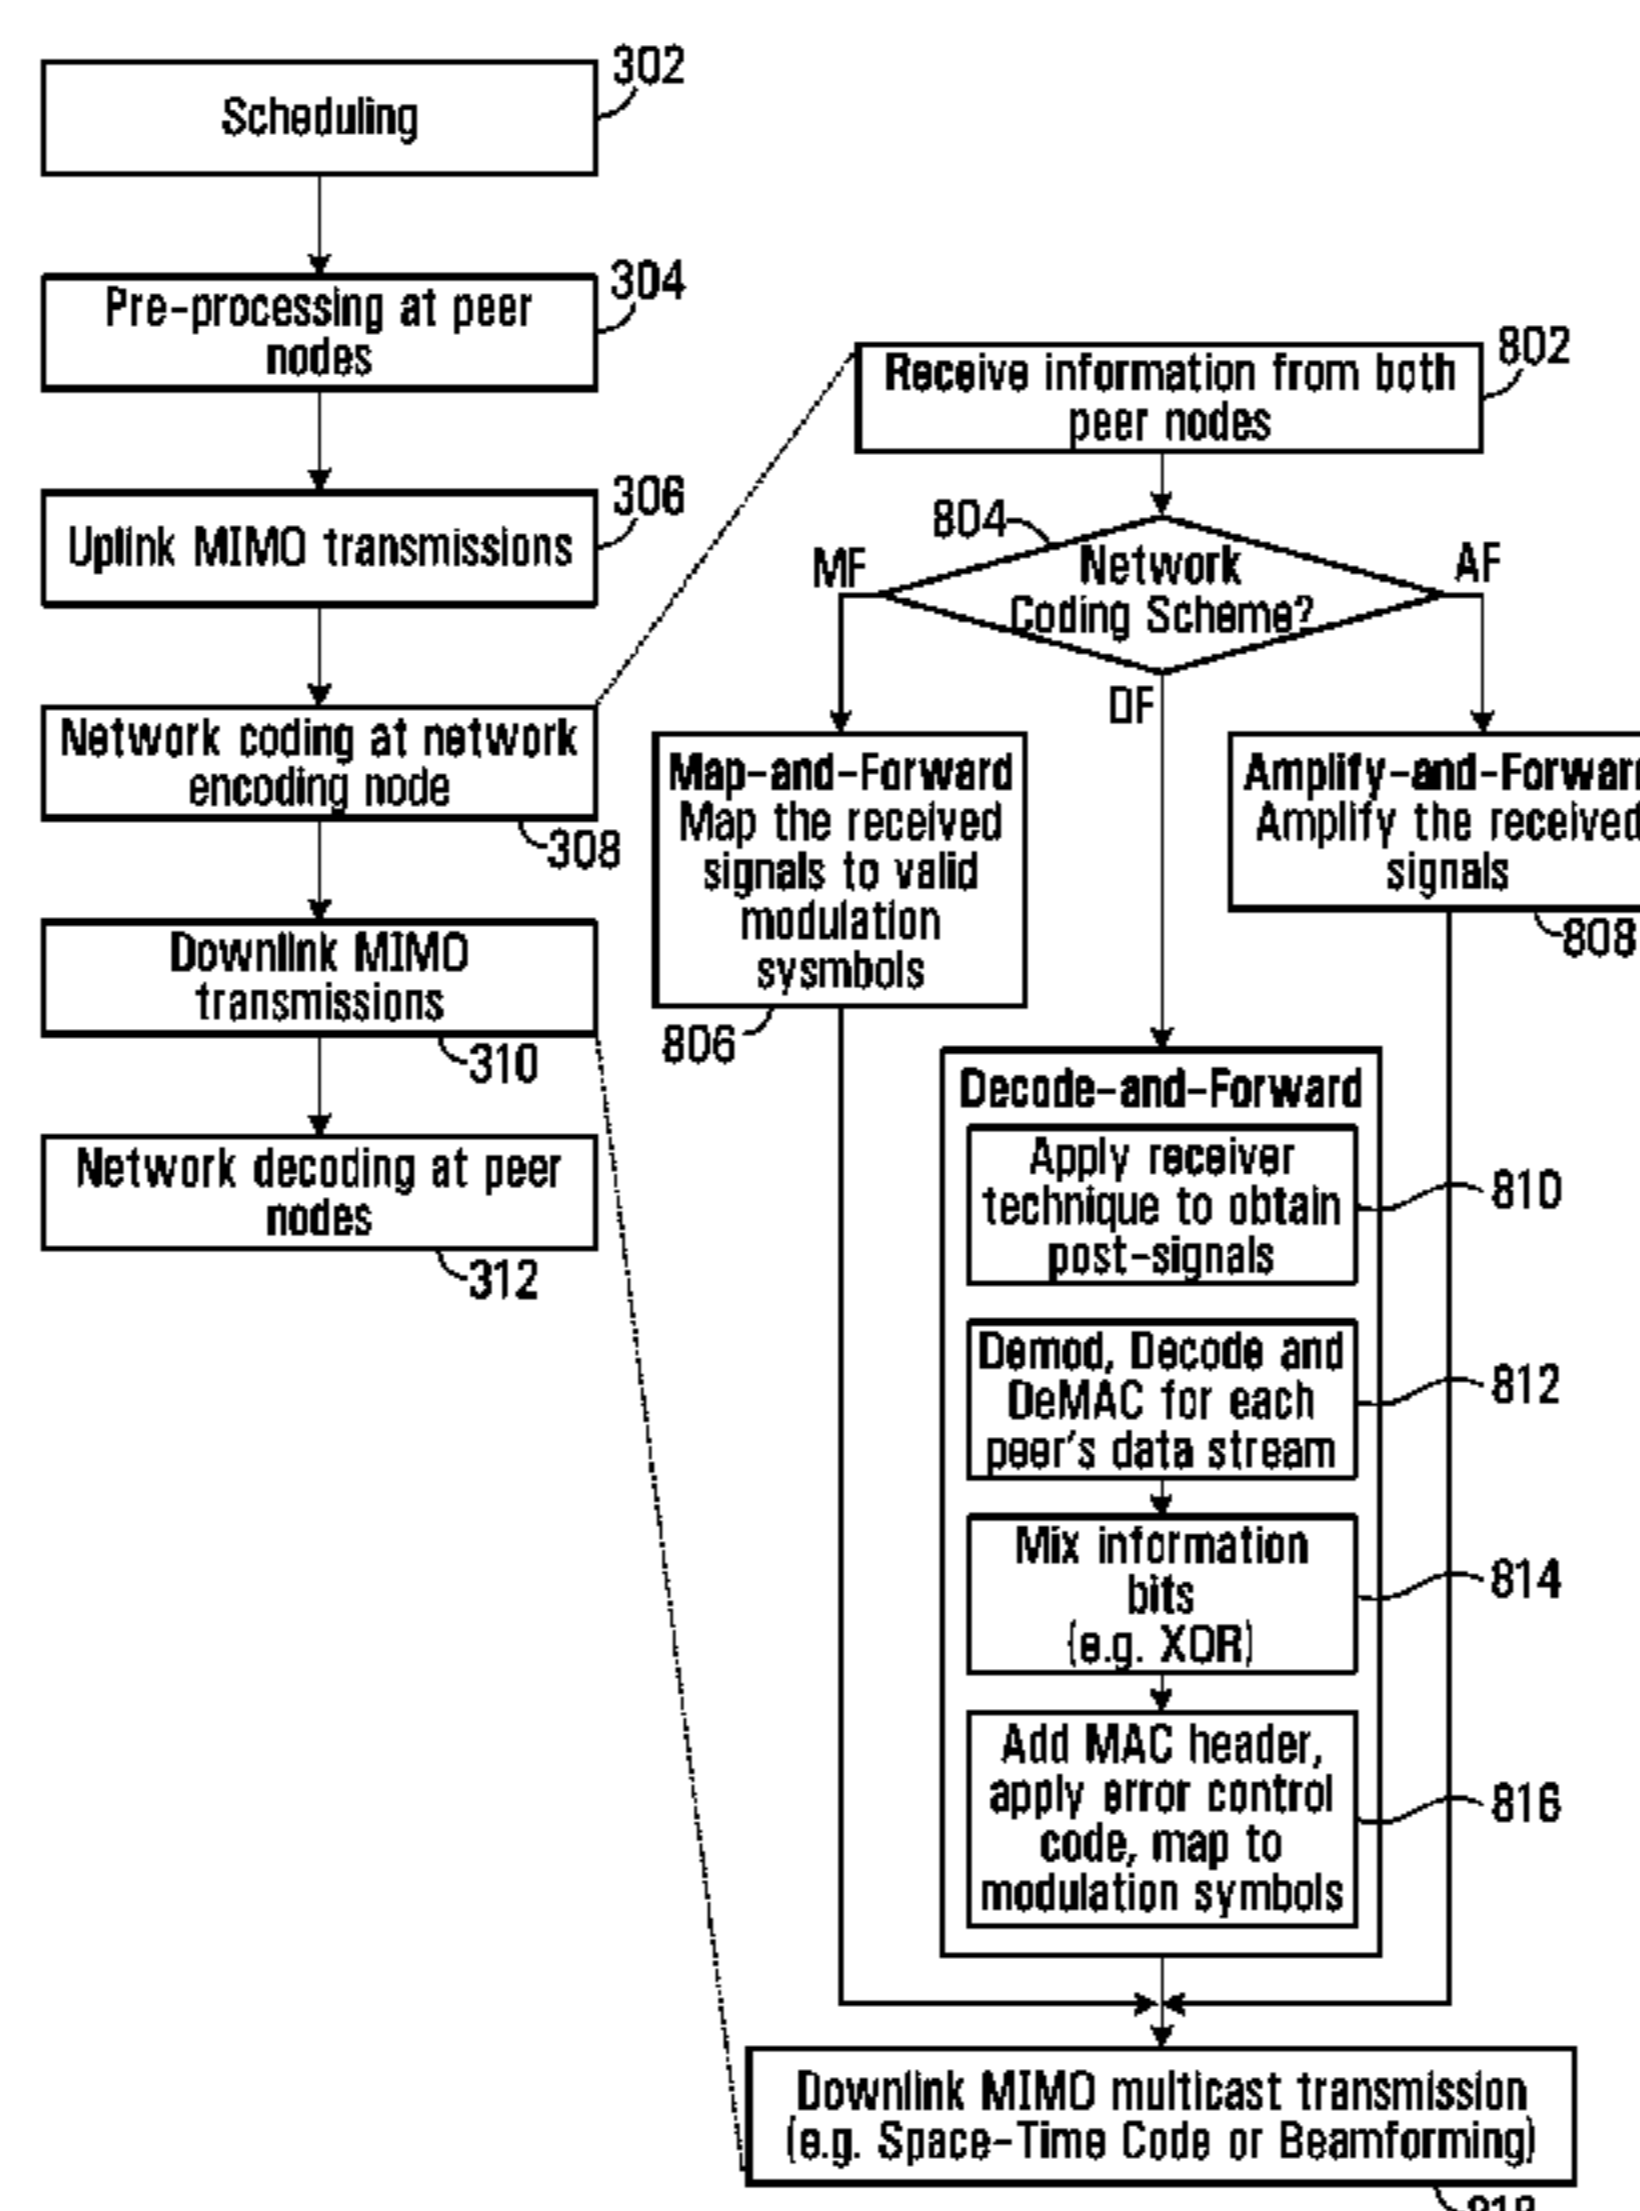 302
Scheduling
304
Pre-processing at peer
nodes
306
Uplink MIMO transmissions
Network coding at network
encoding node
308
Downlink MIMO
transmissions
310
Network decoding at peer
nodes
312
802
Receive information from both
peer nodes
804
Network
Coding Scheme?
MF
DF
AF
Map-and-Forward
Map the received
signals to valid
modulation
sysmbols
806
Amplify-and-Forward
Amplify the received
signals
808
Decode-and-Forward
Apply receiver
technique to obtain
post-signals
810
Demod, Decode and
DeMAC for each
peer's data stream
812
Mix information
bits
(e.g. XOR)
814
Add MAC header,
apply error control
code, map to
modulation symbols
816
Downlink MIMO multicast transmission
(e.g. Space-Time Code or Beamforming)